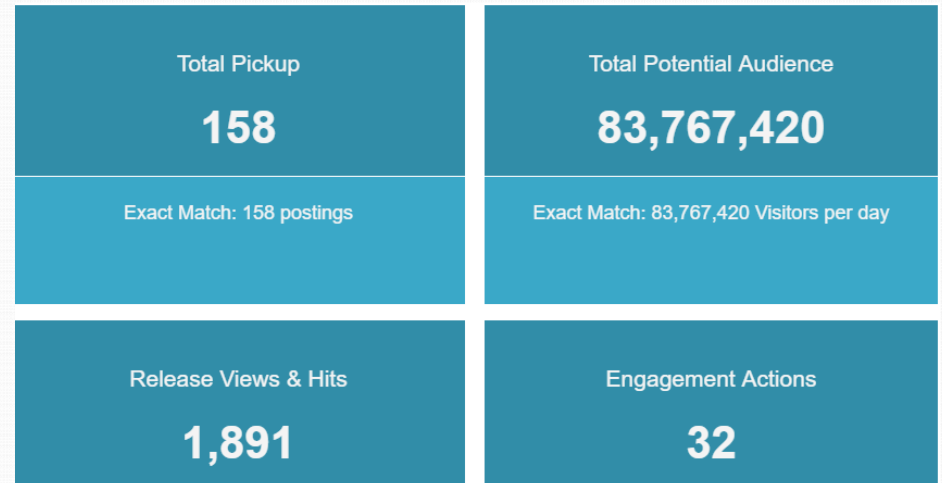 Total Pickup
158
Exact Match: 158 postings
Total Potential Audience
83,767,420
Exact Match: 83,767,420 Visitors per day
Release Views & Hits
1,891
Engagement Actions
32